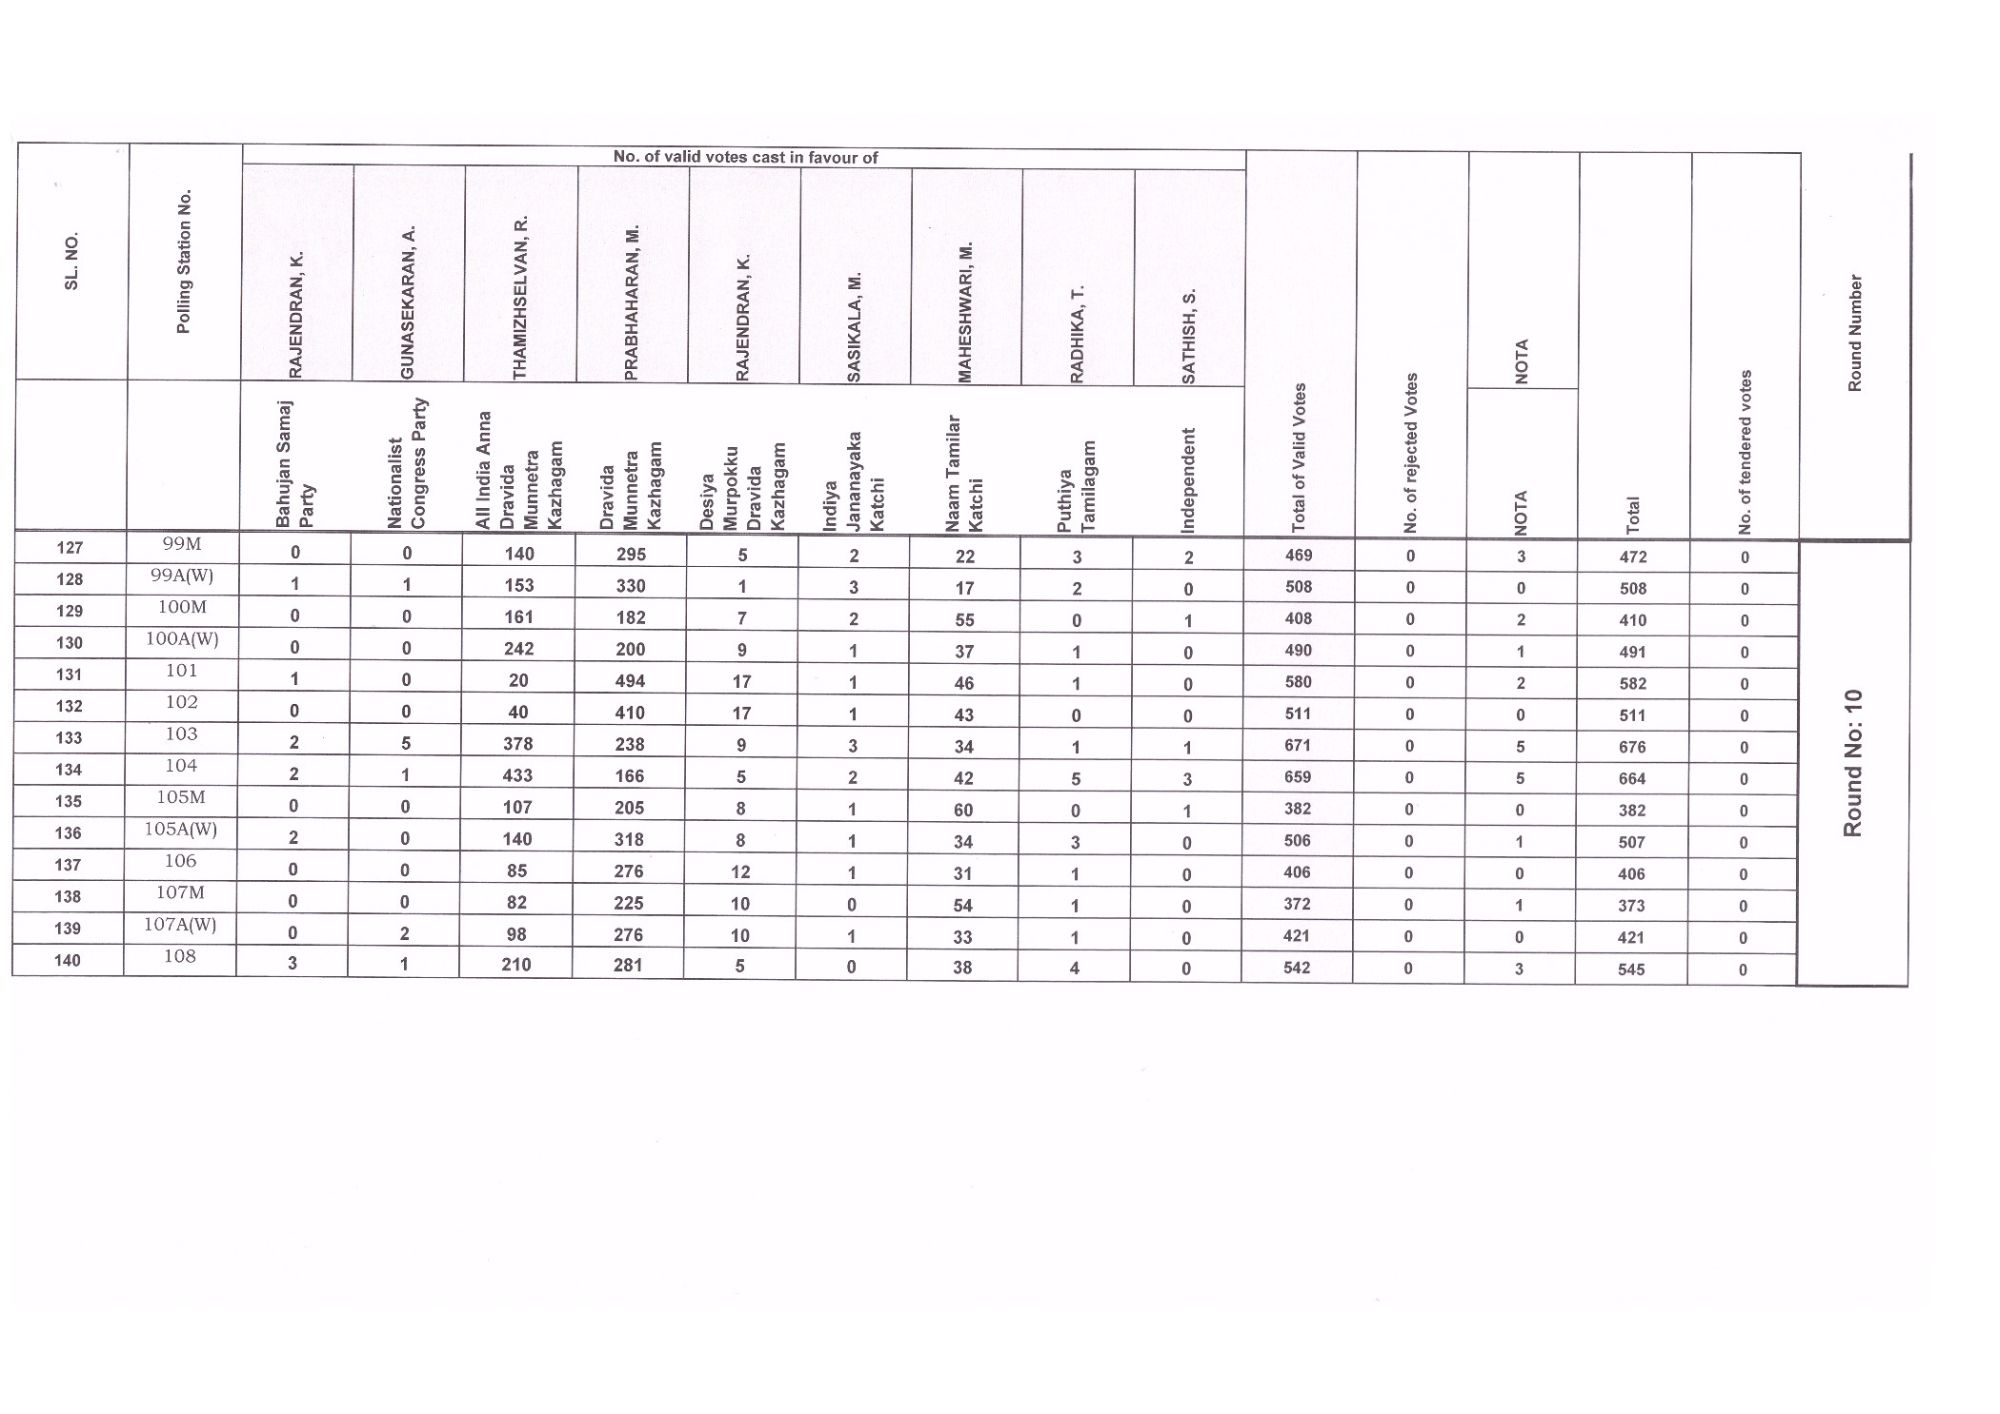 No. of valid votes cast in favour of
SL. NO.
Polling Station No.
RAJENDRAN, K.
GUNASEKARAN, A.
THAMIZHSELVAN, R.
PRABHAHARAN, M.
RAJENDRAN, K.
SASIKALA, M.
MAHESHWARI, M.
RADHIKA, T.
SATHISH, S.
Total of Valid Votes
No. of rejected Votes
NOTA
Total
No. of tendered votes
Round Number
Bahujan Samaj
Party
Nationalist
Congress Party
All India Anna
Dravida
Munnetra
Kazhagam
Dravida
Munnetra
Kazhagam
Desiya
Murpokku
Dravida
Kazhagam
Indiya
Jananayaka
Katchi
Naam Tamilar
Katchi
Puthiya
Tamilagam
Independent
NOTA
127 99M 0 0 140 295 5 2 22 3 2 469 0 3 472 0
128 99A(W) 1 1 153 330 1 3 17 2 0 508 0 0 508 0
129 100M 0 0 161 182 7 2 55 0 1 408 0 2 410 0
130 100A(W) 0 0 242 200 9 1 37 1 0 490 0 1 491 0
131 101 1 0 20 494 17 1 46 1 0 580 0 2 582 0
132 102 0 0 40 410 17 1 43 0 0 511 0 0 511 0
133 103 2 5 378 238 9 3 34 1 1 671 0 5 676 0
134 104 2 1 433 166 5 2 42 5 3 659 0 5 664 0
135 105M 0 0 107 205 8 1 60 0 1 382 0 0 382 0
136 105A(W) 2 0 140 318 8 1 34 3 0 506 0 1 507 0
137 106 0 0 85 276 12 1 31 1 0 406 0 0 406 0
138 107M 0 0 82 225 10 0 54 1 0 372 0 1 373 0
139 107A(W) 0 2 98 276 10 1 33 1 0 421 0 0 421 0
140 108 3 1 210 281 5 0 38 4 0 542 0 3 545 0
Round No: 10